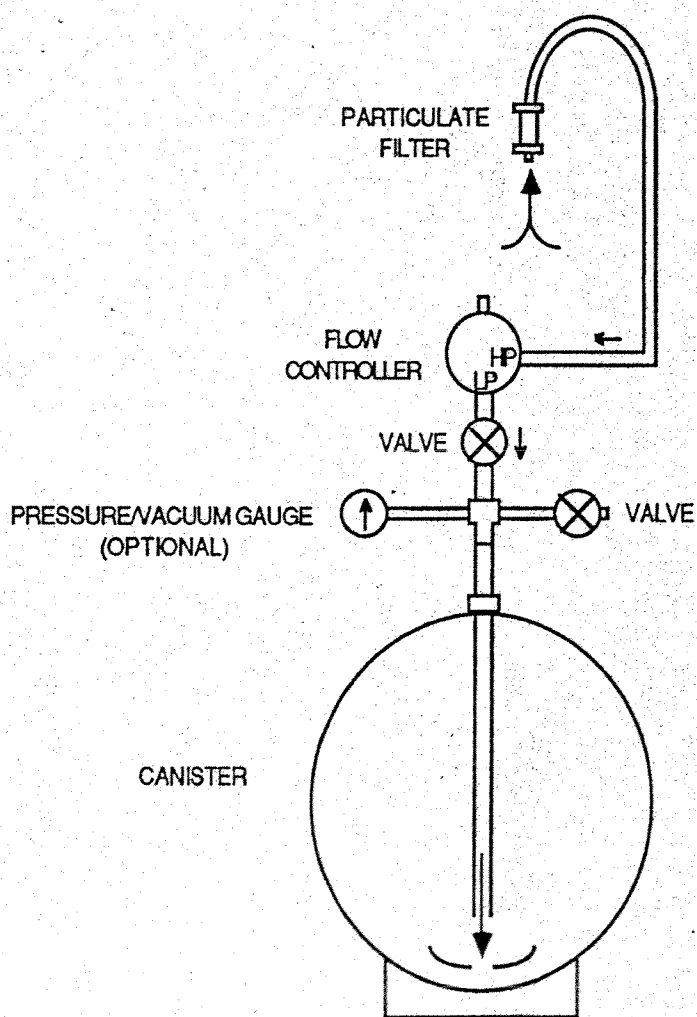 PARTICULATE
FILTER
FLOW
CONTROLLER
HP
LP
VALVE
PRESSURE/VACUUM GAUGE
(OPTIONAL)
VALVE
CANISTER